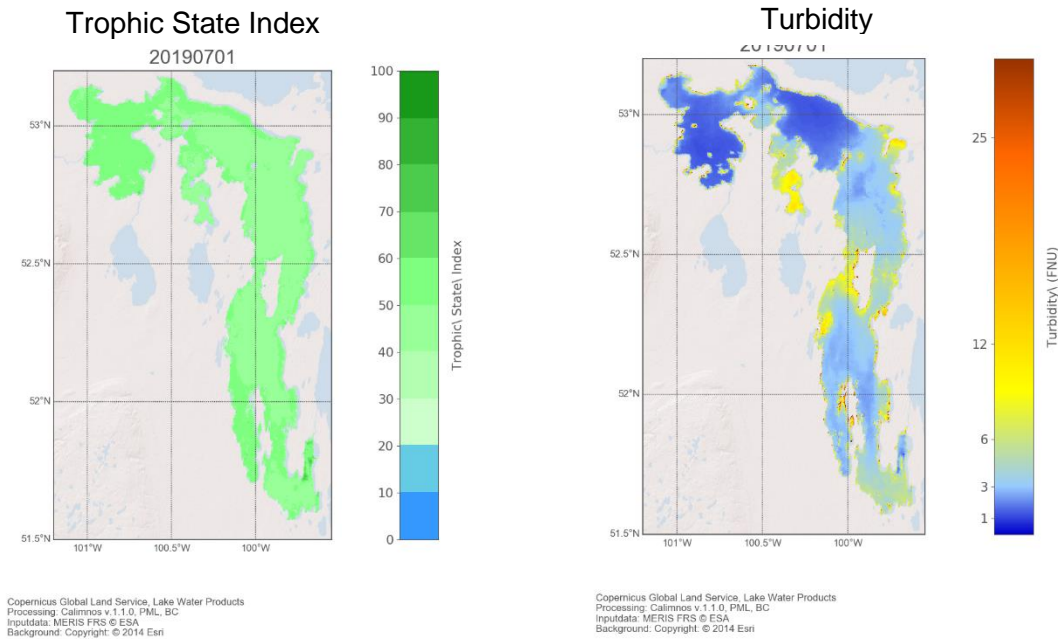 Trophic State Index
20190701
100
90
80
70
60
50
40
30
20
10
0
Trophic\ State\ Index
53°N
52.5°N
52°N
51.5°N
101°W
100.5°W
100°W
Copernicus Global Land Service, Lake Water Products
Processing: Calimnos v.1.1.0, PML, BC
Inputdata: MERIS FRS © ESA
Background: Copyright: © 2014 Esri
Turbidity
20190701
25
12
6
3
1
Turbidity\ (FNU)
53°N
52.5°N
52°N
51.5°N
101°W
100.5°W
100°W
Copernicus Global Land Service, Lake Water Products
Processing: Calimnos v.1.1.0, PML, BC
Inputdata: MERIS FRS © ESA
Background: Copyright: © 2014 Esri